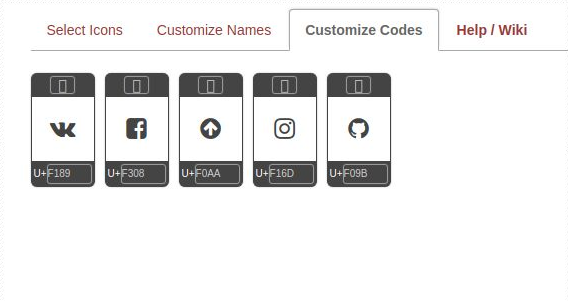 Select Icons Customize Names Customize Codes Help / Wiki
U+F189 U+F308 U+F0AA U+F16D U+F09B